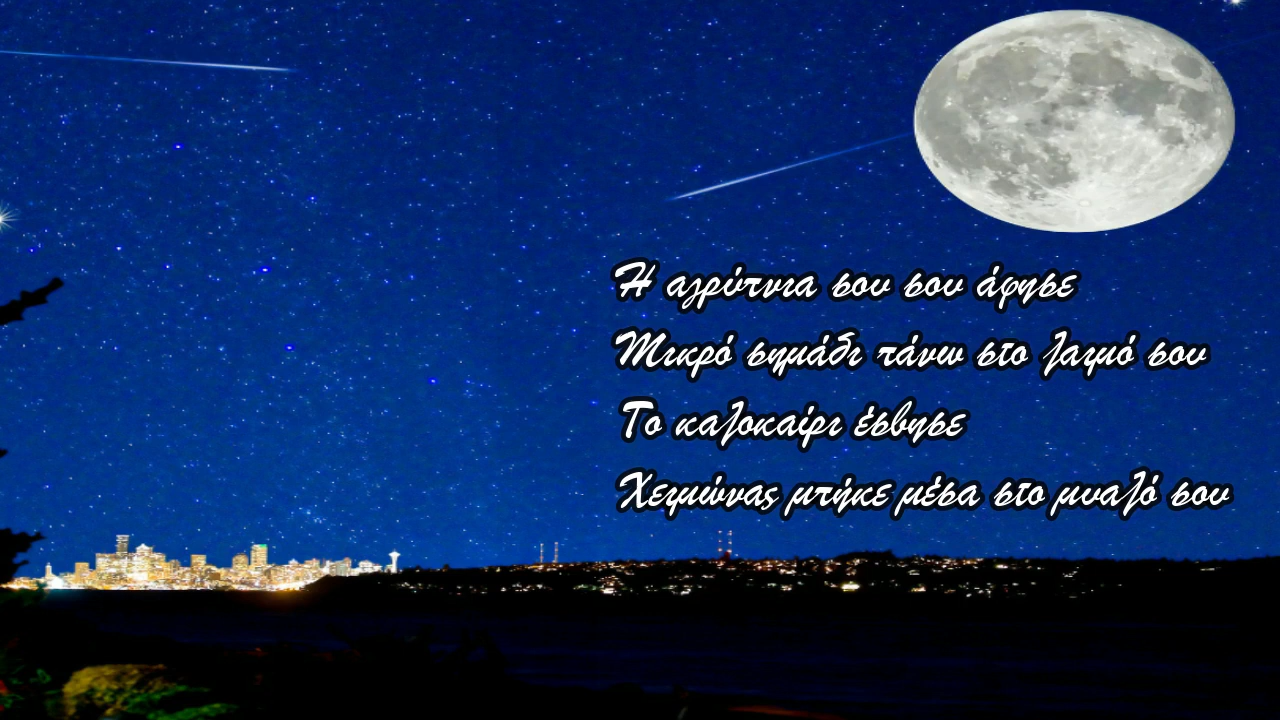 Η αγρύπνια σου σου άφησε
Μικρό σημάδι πάνω στο λαιμό σου
Το καλοκαίρι έσβησε
Χειμώνας μπήκε μέσα στο μυαλό σου